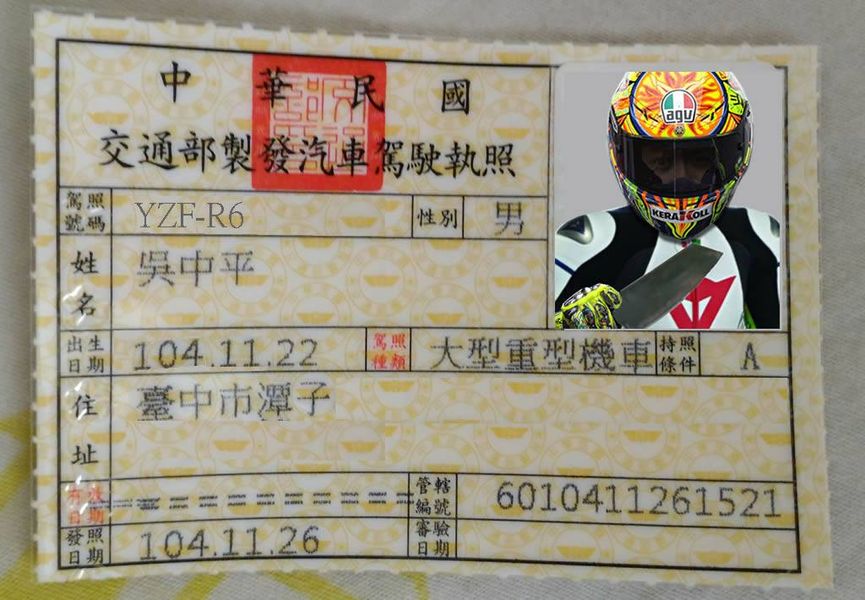 中華民國
交通部製發汽車駕駛執照
駕照號碼 YZF-R6 性別 男
姓名 吳中平
出生日期 104.11.22 駕照種類 大型重型機車 持照條件 A
住址 臺中市潭子
有效日期 管轄編號 6010411261521
發照日期 104.11.26 審驗日期
agv
KERAKOLL